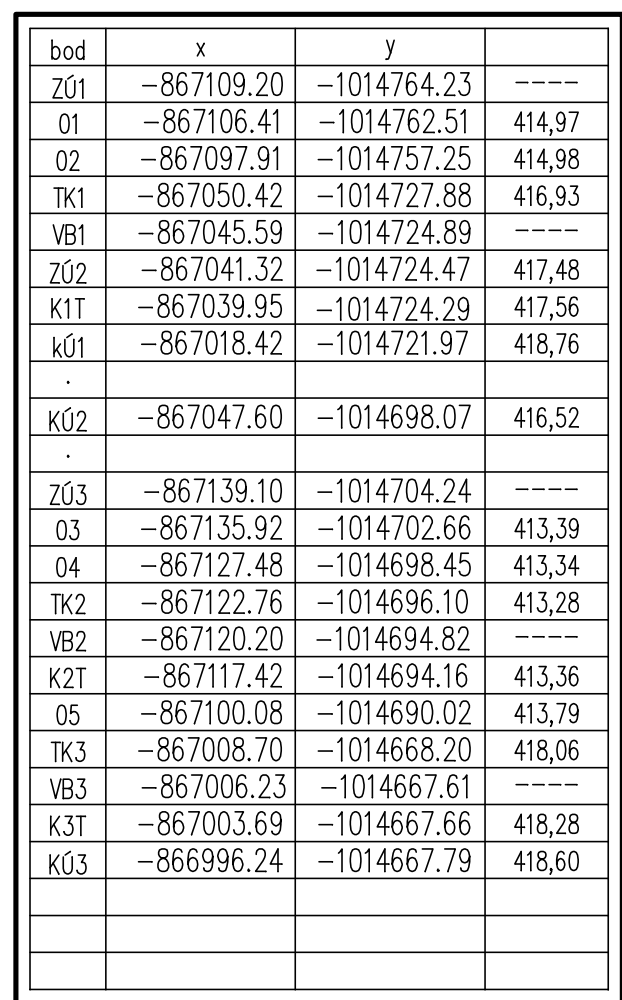 bod x y
ZÚ1 −867109.20 −1014764.23 ----
01 −867106.41 −1014762.51 414,97
02 −867097.91 −1014757.25 414,98
TK1 −867050.42 −1014727.88 416,93
VB1 −867045.59 −1014724.89 ----
ZÚ2 −867041.32 −1014724.47 417,48
K1T −867039.95 −1014724.29 417,56
kÚ1 −867018.42 −1014721.97 418,76
.
KÚ2 −867047.60 −1014698.07 416,52
.
ZÚ3 −867139.10 −1014704.24 ----
03 −867135.92 −1014702.66 413,39
04 −867127.48 −1014698.45 413,34
TK2 −867122.76 −1014696.10 413,28
VB2 −867120.20 −1014694.82 ----
K2T −867117.42 −1014694.16 413,36
05 −867100.08 −1014690.02 413,79
TK3 −867008.70 −1014668.20 418,06
VB3 −867006.23 −1014667.61 ----
K3T −867003.69 −1014667.66 418,28
KÚ3 −866996.24 −1014667.79 418,60